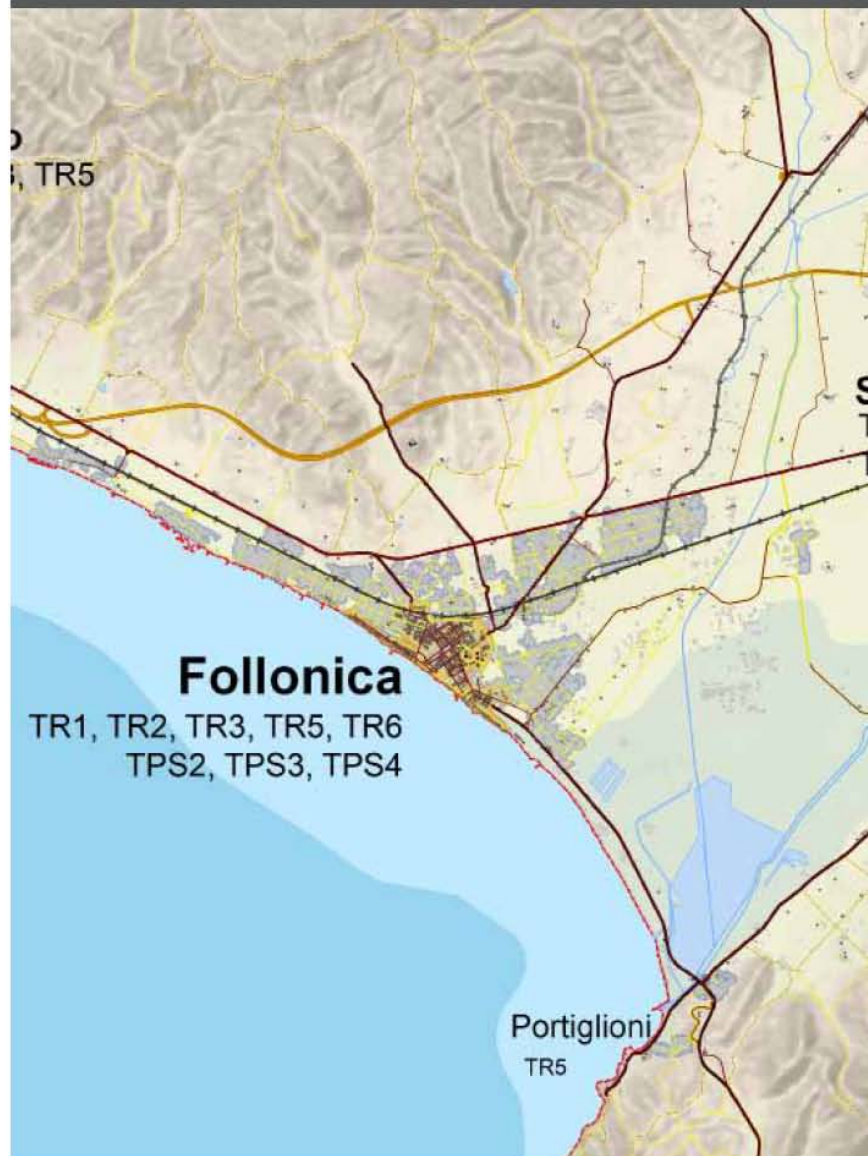 , TR5
Follonica
TR1, TR2, TR3, TR5, TR6
TPS2, TPS3, TPS4
Portiglioni
TR5